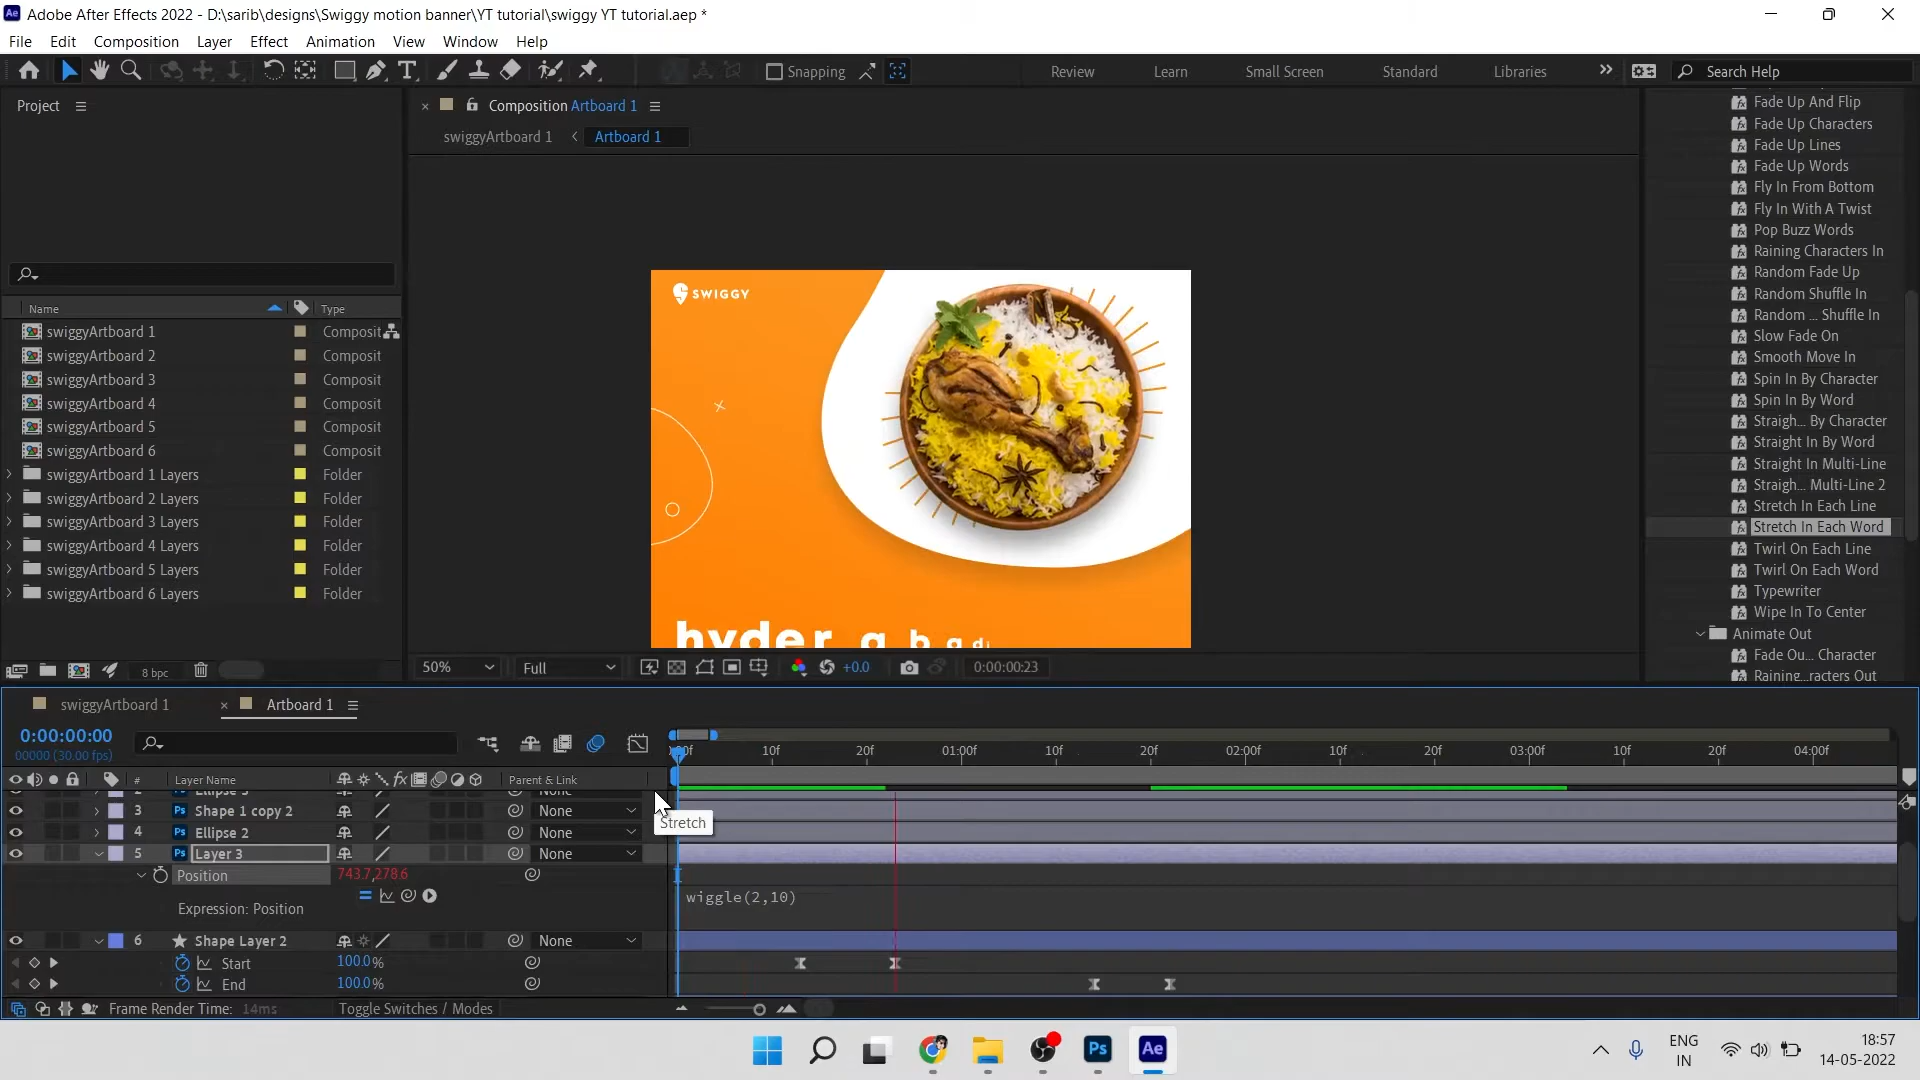 Adobe After Effects 2022 - D:\sarib\designs\Swiggy motion banner\YT tutorial\swiggy YT tutorial.aep *
File Edit Composition Layer Effect Animation View Window Help
Snapping Review Learn Small Screen Standard Libraries Search Help
Project
Composition Artboard 1
swiggyArtboard 1 Artboard 1
Name Type
swiggyArtboard 1 Composit
swiggyArtboard 2 Composit
swiggyArtboard 3 Composit
swiggyArtboard 4 Composit
swiggyArtboard 5 Composit
swiggyArtboard 6 Composit
swiggyArtboard 1 Layers Folder
swiggyArtboard 2 Layers Folder
swiggyArtboard 3 Layers Folder
swiggyArtboard 4 Layers Folder
swiggyArtboard 5 Layers Folder
swiggyArtboard 6 Layers Folder
8 bpc
SWIGGY
hyder a b a d i
50% Full +0.0 0:00:00:23
Fade Up And Flip
Fade Up Characters
Fade Up Lines
Fade Up Words
Fly In From Bottom
Fly In With A Twist
Pop Buzz Words
Raining Characters In
Random Fade Up
Random Shuffle In
Random ... Shuffle In
Slow Fade On
Smooth Move In
Spin In By Character
Spin In By Word
Straigh... By Character
Straight In By Word
Straight In Multi-Line
Straigh... Multi-Line 2
Stretch In Each Line
Stretch In Each Word
Twirl On Each Line
Twirl On Each Word
Typewriter
Wipe In To Center
Animate Out
Fade Ou... Character
Raining...racters Out
swiggyArtboard 1 Artboard 1
0:00:00:00
00000 (30.00 fps)
:00f 10f 20f 01:00f 10f 20f 02:00f 10f 20f 03:00f 10f 20f 04:00f
# Layer Name Parent & Link
3 Ps Shape 1 copy 2 None
4 Ps Ellipse 2 None
5 Ps Layer 3 None
Stretch
Position 743.7,278.6
Expression: Position
wiggle(2,10)
6 Shape Layer 2 None
Start 100.0%
End 100.0%
Frame Render Time: 14ms Toggle Switches / Modes
Ps Ae
ENG
IN
18:57
14-05-2022